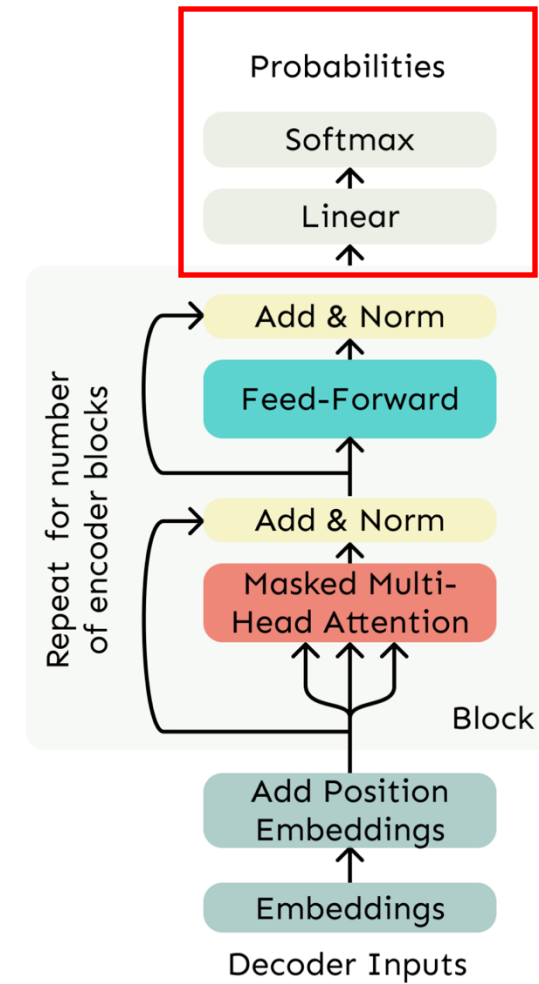 Probabilities
Softmax
Linear
Add & Norm
Feed-Forward
Repeat for number
of encoder blocks
Add & Norm
Masked Multi-
Head Attention
Block
Add Position
Embeddings
Embeddings
Decoder Inputs